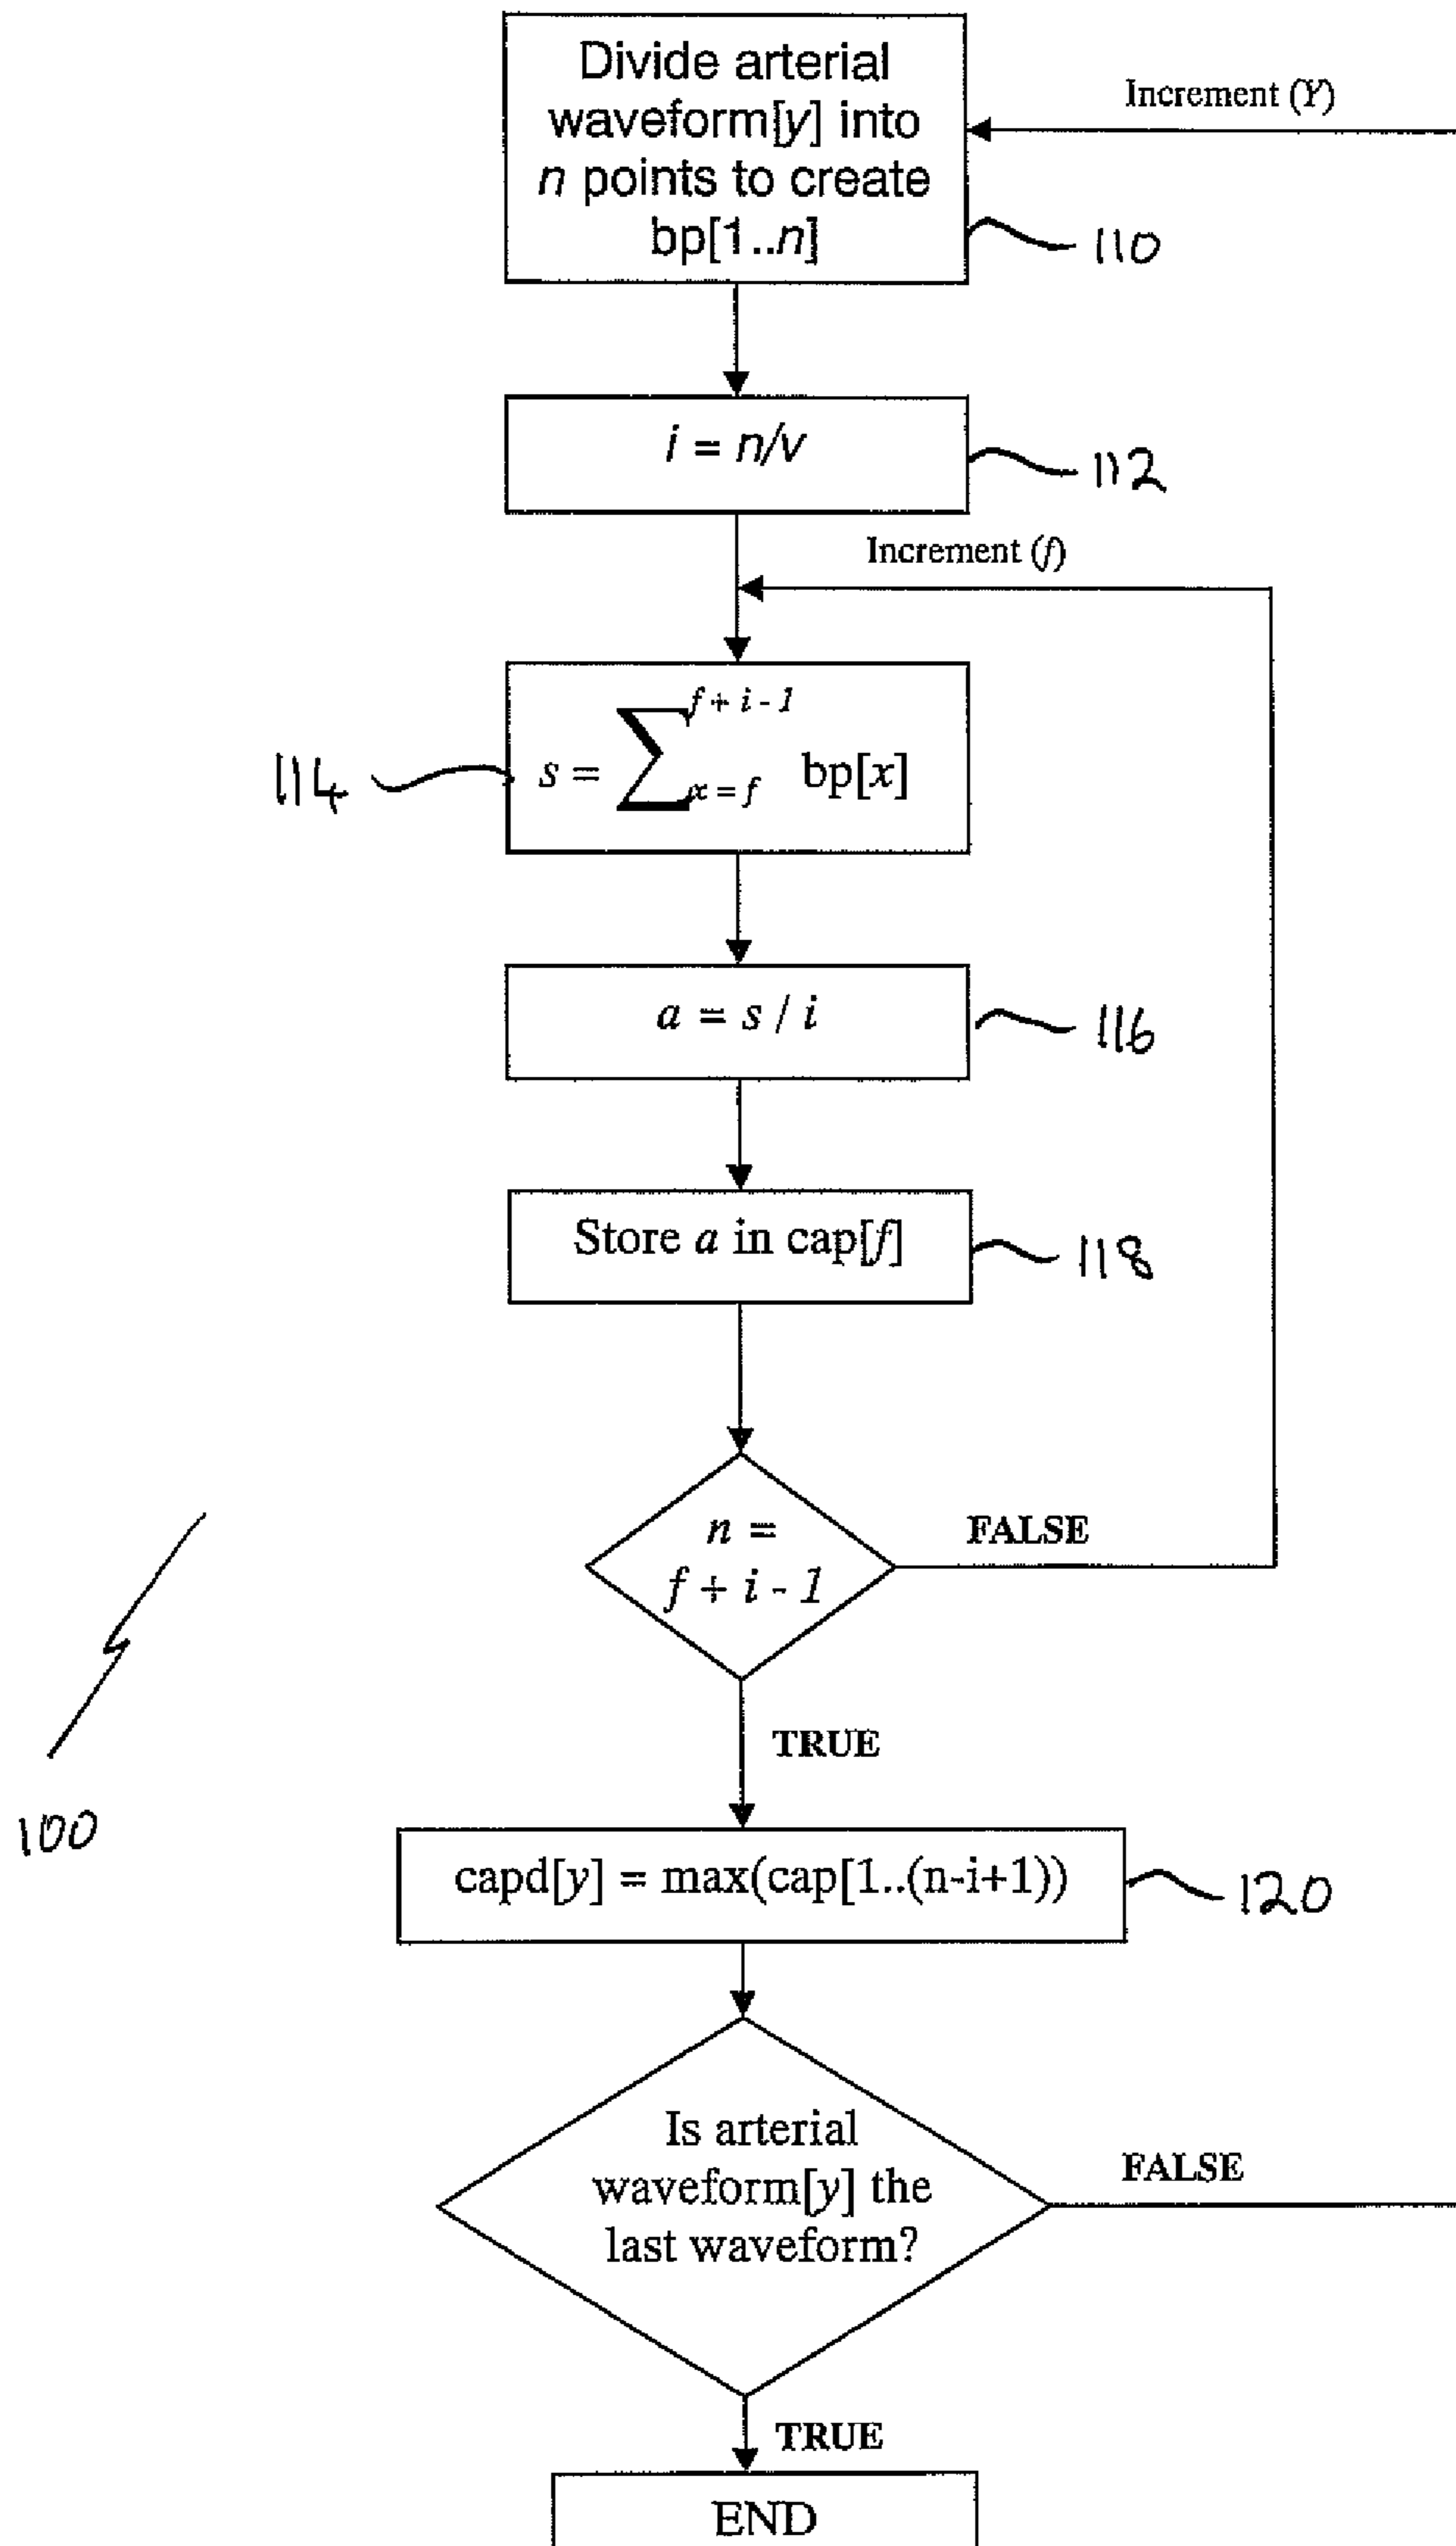 Divide arterial
waveform[y] into
n points to create
bp[1..n]
Increment (Y)
110
i = n/v
112
Increment (f)
114
s = ∑ x = f f + i - 1 bp[x]
a = s / i
116
Store a in cap[f]
118
n =
f + i - 1
FALSE
TRUE
100
capd[y] = max(cap[1..(n-i+1))
120
Is arterial
waveform[y] the
last waveform?
FALSE
TRUE
END